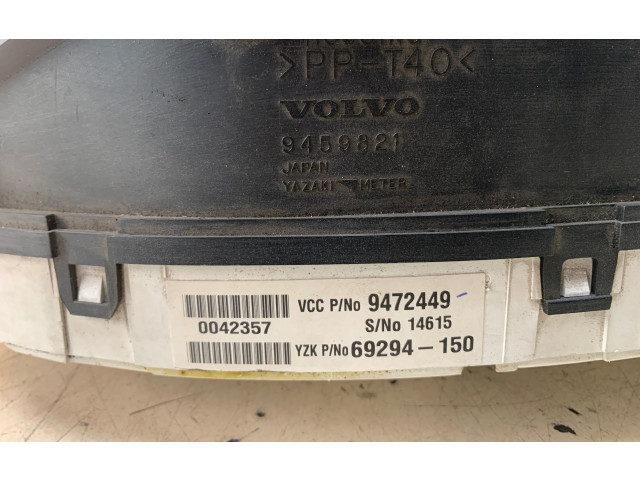 >PP-T40<
VOLVO
9459821
JAPAN
YAZAKI METER
VCC P/No 9472449
0042357
S/No 14615
YZK P/No 69294-150